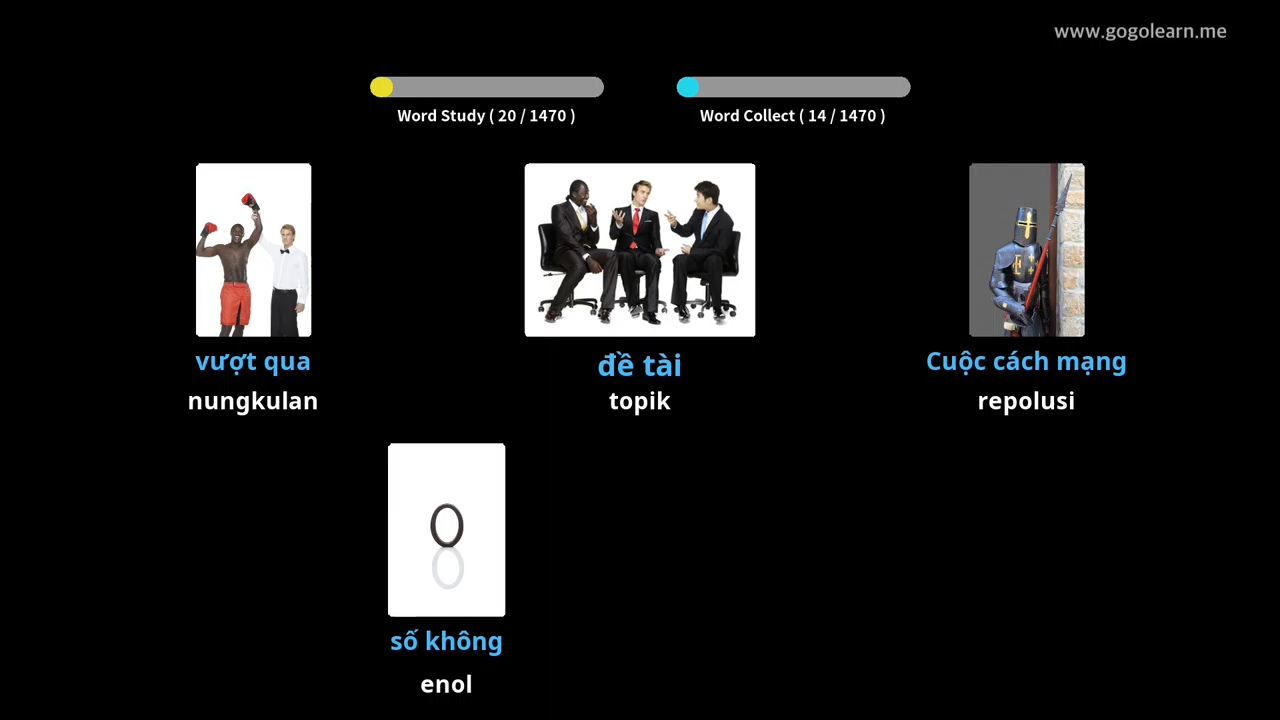 www.gogolearn.me
Word Study ( 20 / 1470 )
Word Collect ( 14 / 1470 )
vượt qua
nungkulan
đề tài
topik
Cuộc cách mạng
repolusi
số không
enol